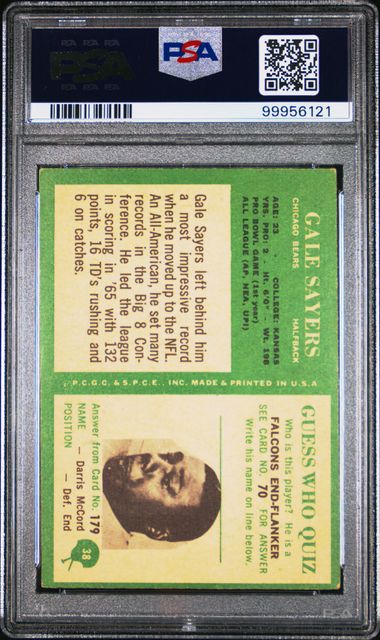 PSA
99956121
GALE SAYERS
CHICAGO BEARS HALFBACK
AGE: 23 - COLLEGE: KANSAS
YRS. PRO: 2 Ht. 6'0" - Wt. 198
PRO BOWL GAME (1st year)
ALL LEAGUE (AP, NEA, UPI)
Gale Sayers left behind him
a most impressive record
when he moved up to the NFL.
An All-American, he set many
records in the Big 8 Con-
ference. He led the league
in scoring in '65 with 132
points, 16 TD's rushing and
6 on catches.
P.C.G.C. & S.P.C.E., INC. MADE & PRINTED IN U.S.A
GUESS WHO QUIZ
Who is this player? He is a
FALCONS END-FLANKER
SEE CARD NO. 70 FOR ANSWER
Write his name on line below.
Answer from Card No. 179
NAME — Darris McCord
POSITION — Def. End
38